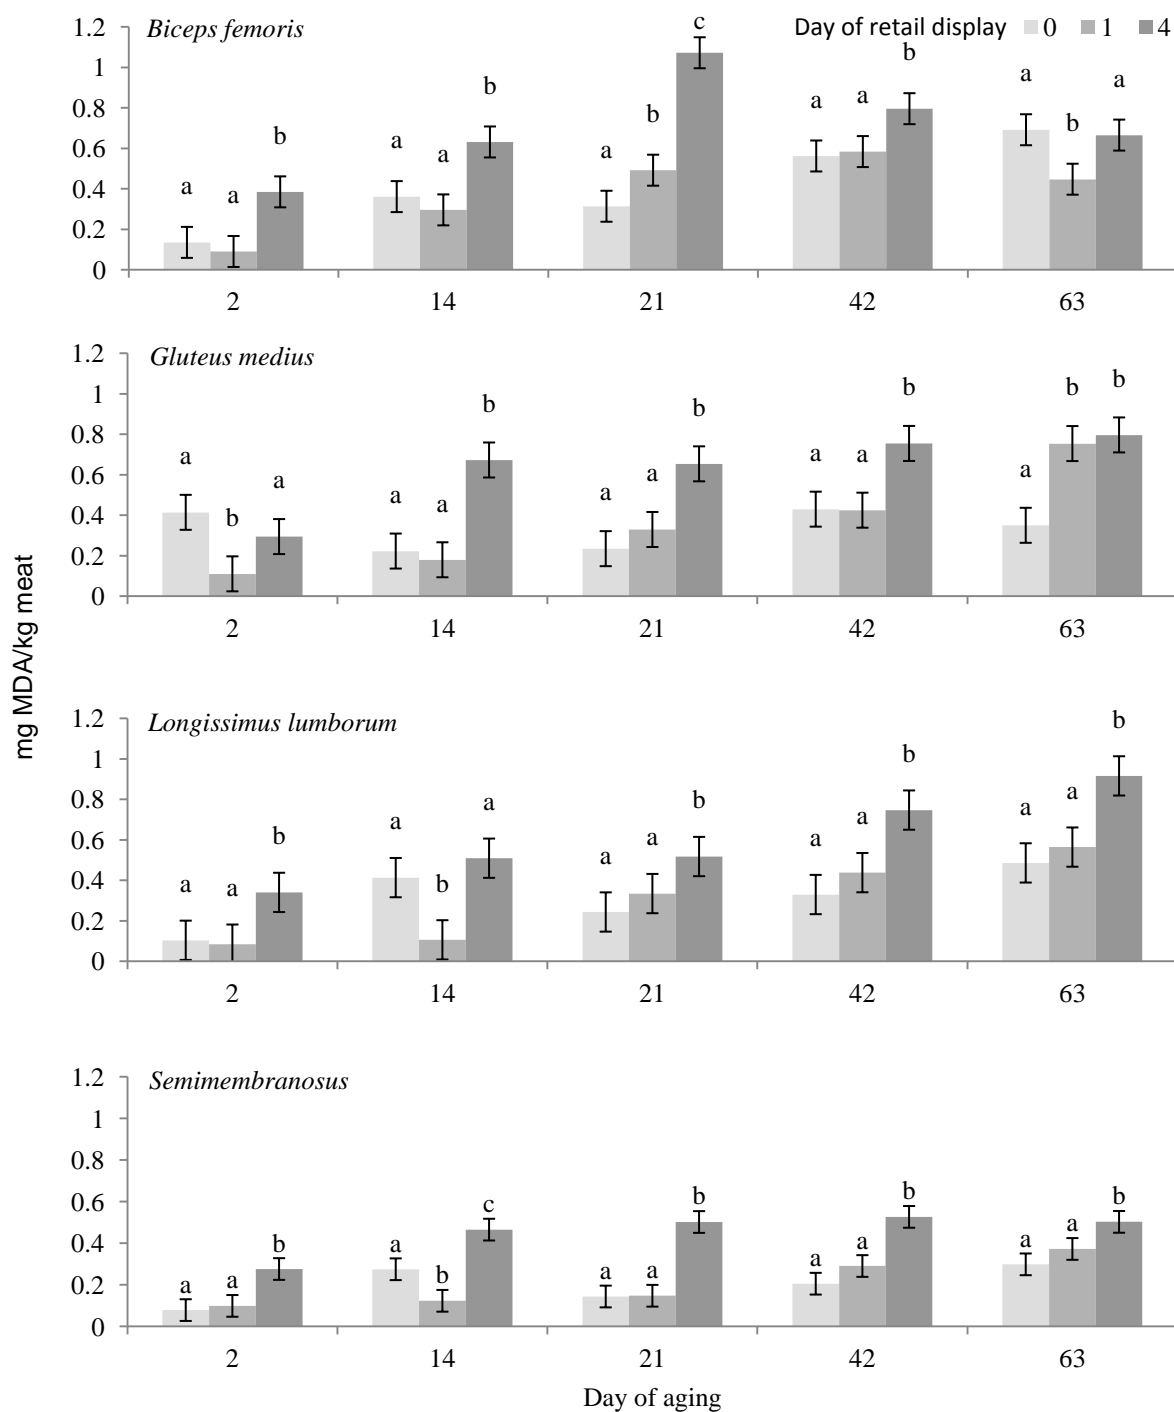 Biceps femoris
Day of retail display 0 1 4
1.2
1
0.8
0.6
0.4
0.2
0
a a b
a a b
a b c
a a b
a b a
2 14 21 42 63
Gluteus medius
1.2
1
0.8
0.6
0.4
0.2
0
a b a
a a b
a a b
a a b
a b b
2 14 21 42 63
mg MDA/kg meat
Longissimus lumborum
1.2
1
0.8
0.6
0.4
0.2
0
a a b
a b a
a a b
a a b
a a b
2 14 21 42 63
Semimembranosus
1.2
1
0.8
0.6
0.4
0.2
0
a a b
a b c
a a b
a a b
a a b
2 14 21 42 63
Day of aging